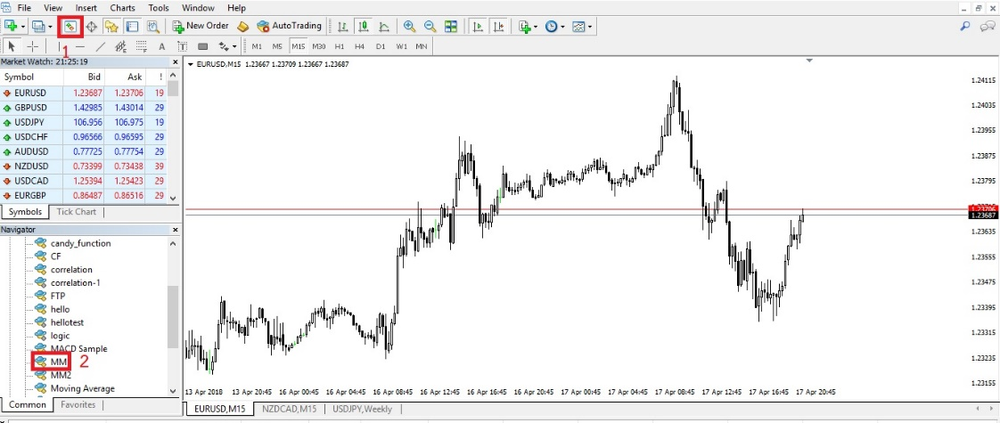 File View Insert Charts Tools Window Help
New Order AutoTrading
1
A T M1 M5 M15 M30 H1 H4 D1 W1 MN
Market Watch: 21:25:19
Symbol Bid Ask !
EURUSD 1.23687 1.23706 19
GBPUSD 1.42985 1.43014 29
USDJPY 106.956 106.975 19
USDCHF 0.96566 0.96595 29
AUDUSD 0.77725 0.77754 29
NZDUSD 0.73399 0.73438 39
USDCAD 1.25394 1.25423 29
EURGBP 0.86487 0.86516 29
Symbols Tick Chart
Navigator
candy_function
CF
correlation
correlation-1
FTP
hello
hellotest
logic
MACD Sample
MM 2
MM2
Moving Average
Common Favorites
EURUSD,M15 1.23667 1.23709 1.23667 1.23687
1.24115
1.24035
1.23955
1.23875
1.23795
1.23706
1.23687
1.23635
1.23555
1.23475
1.23395
1.23315
1.23235
1.23155
13 Apr 2018 13 Apr 20:45 16 Apr 00:45 16 Apr 04:45 16 Apr 08:45 16 Apr 12:45 16 Apr 16:45 16 Apr 20:45 17 Apr 00:45 17 Apr 04:45 17 Apr 08:45 17 Apr 12:45 17 Apr 16:45 17 Apr 20:45
EURUSD,M15 NZDCAD,M15 USDJPY,Weekly